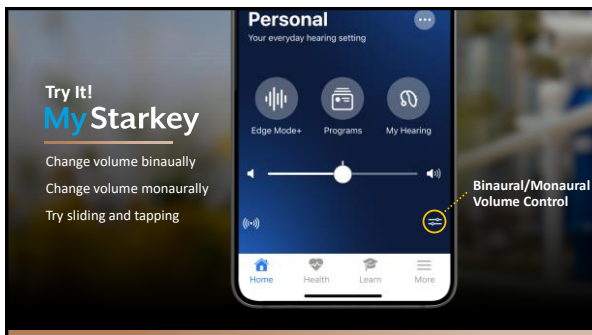 Try It!
MyStarkey
Change volume binaually
Change volume monaurally
Try sliding and tapping
Personal
Your everyday hearing setting
Edge Mode+ Programs My Hearing
Home Health Learn More
Binaural/Monaural
Volume Control